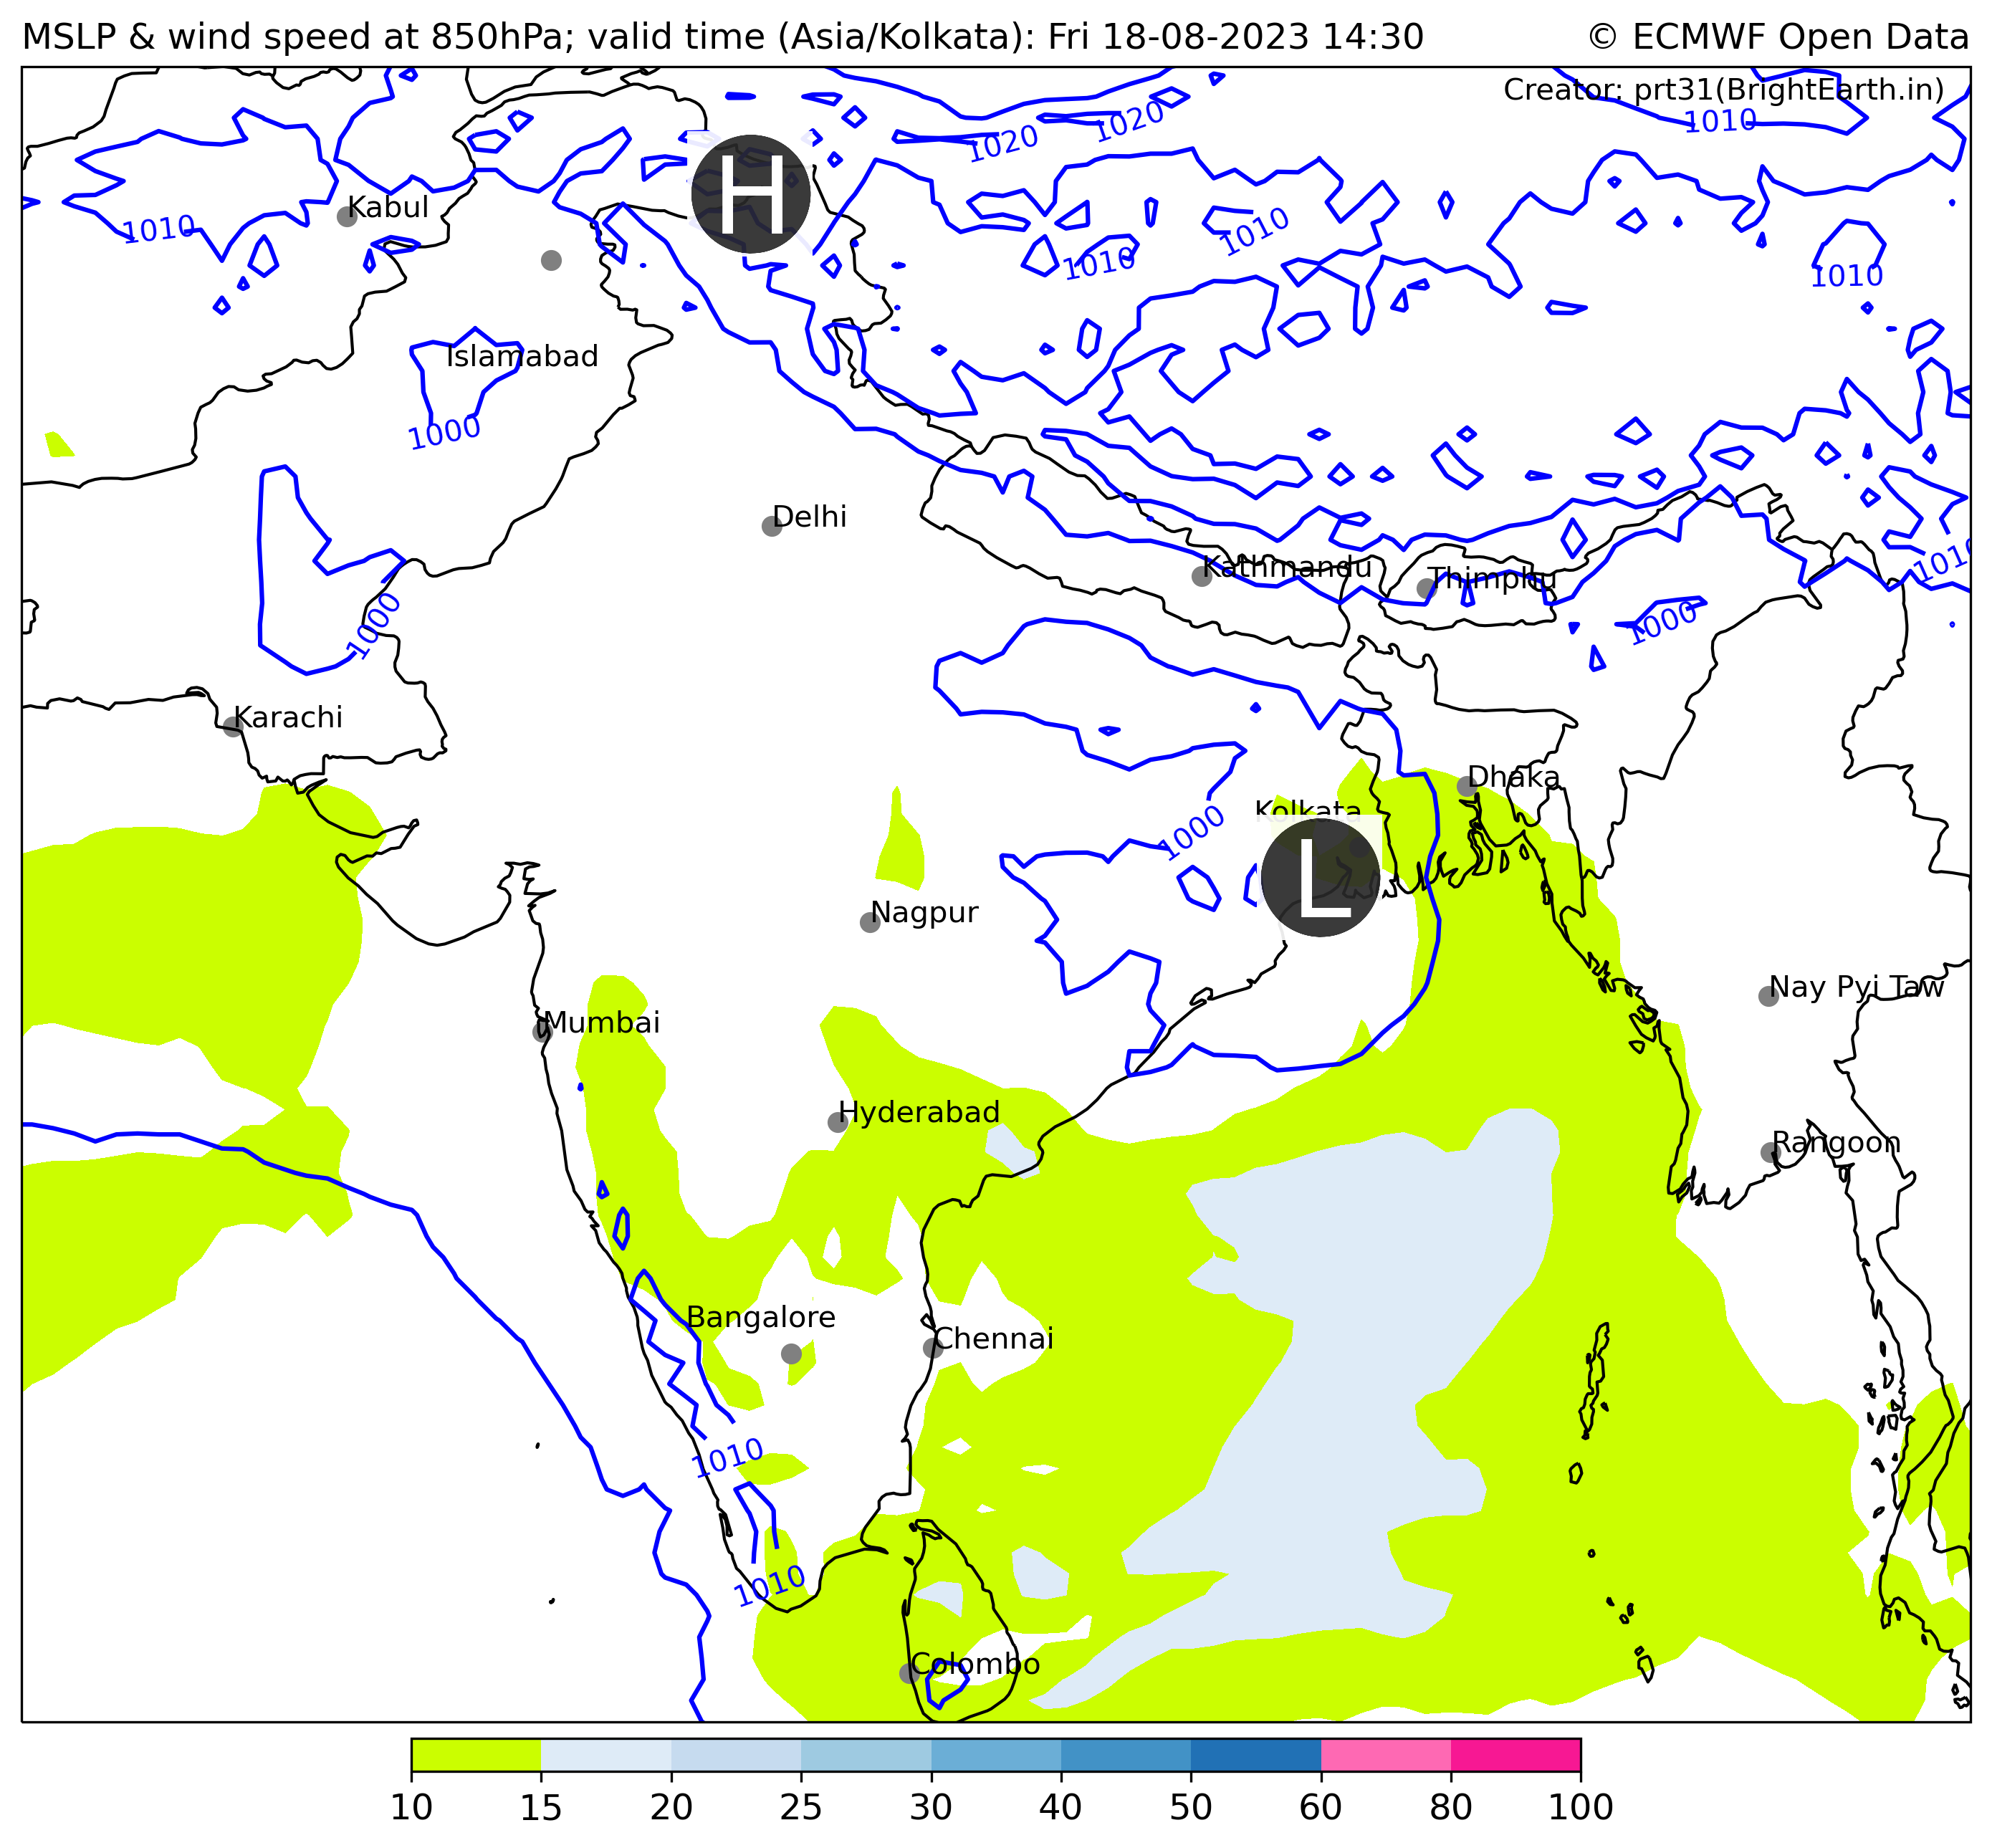 MSLP & wind speed at 850hPa; valid time (Asia/Kolkata): Fri 18-08-2023 14:30
© ECMWF Open Data
Creator: prt31(BrightEarth.in)
1010
1020
1020
H
Kabul
1010
1010
1010
1010
Islamabad
1000
Delhi
1010
Kathmandu
Thimphu
1000
1000
Karachi
Dhaka
Kolkata
1000
L
Nagpur
Nay Pyi Taw
Mumbai
Hyderabad
Rangoon
Bangalore
Chennai
1010
1010
Colombo
10 15 20 25 30 40 50 60 80 100